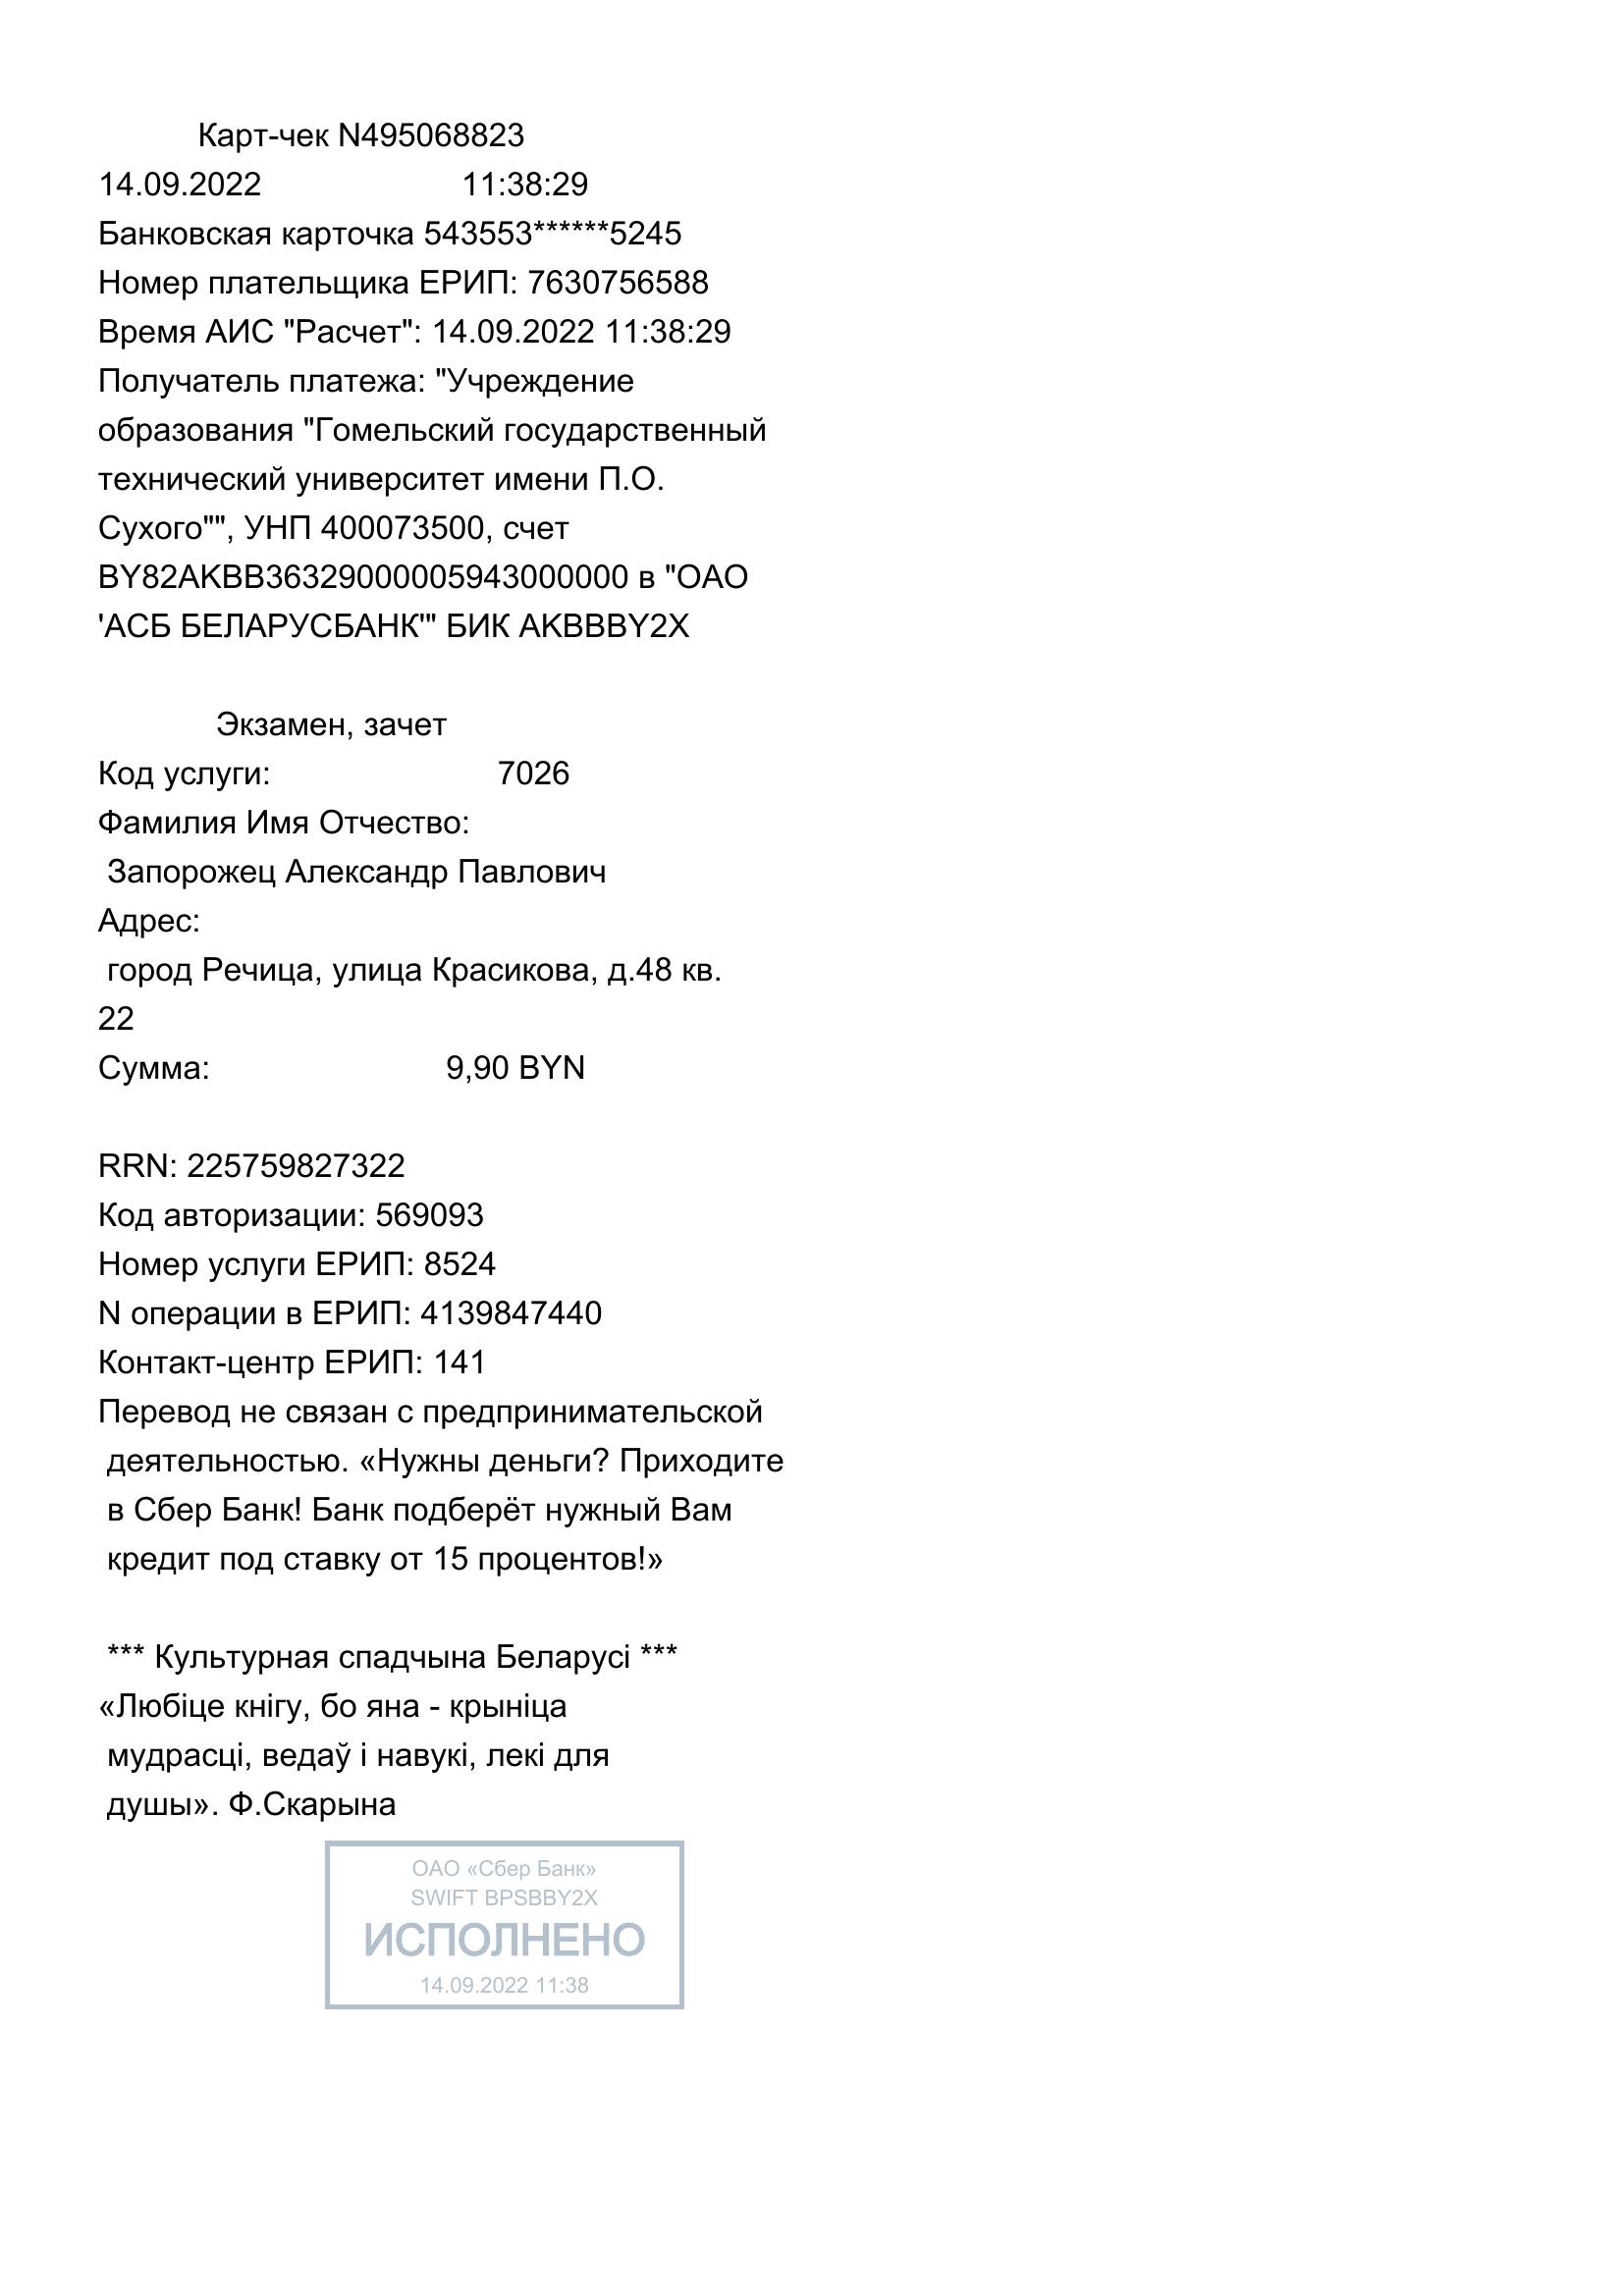 Карт-чек N495068823
14.09.2022 11:38:29
Банковская карточка 543553******5245
Номер плательщика ЕРИП: 7630756588
Время АИС "Расчет": 14.09.2022 11:38:29
Получатель платежа: "Учреждение
образования "Гомельский государственный
технический университет имени П.О.
Сухого"", УНП 400073500, счет
BY82AKBB36329000005943000000 в "ОАО
'АСБ БЕЛАРУСБАНК'" БИК AKBBBY2X
Экзамен, зачет
Код услуги: 7026
Фамилия Имя Отчество:
Запорожец Александр Павлович
Адрес:
город Речица, улица Красикова, д.48 кв.
22
Сумма: 9,90 BYN
RRN: 225759827322
Код авторизации: 569093
Номер услуги ЕРИП: 8524
N операции в ЕРИП: 4139847440
Контакт-центр ЕРИП: 141
Перевод не связан с предпринимательской
деятельностью. «Нужны деньги? Приходите
в Сбер Банк! Банк подберёт нужный Вам
кредит под ставку от 15 процентов!»
*** Культурная спадчына Беларусі ***
«Любіце кнігу, бо яна - крыніца
мудрасці, ведаў і навукі, лекі для
душы». Ф.Скарына
ОАО «Сбер Банк»
SWIFT BPSBBY2X
ИСПОЛНЕНО
14.09.2022 11:38